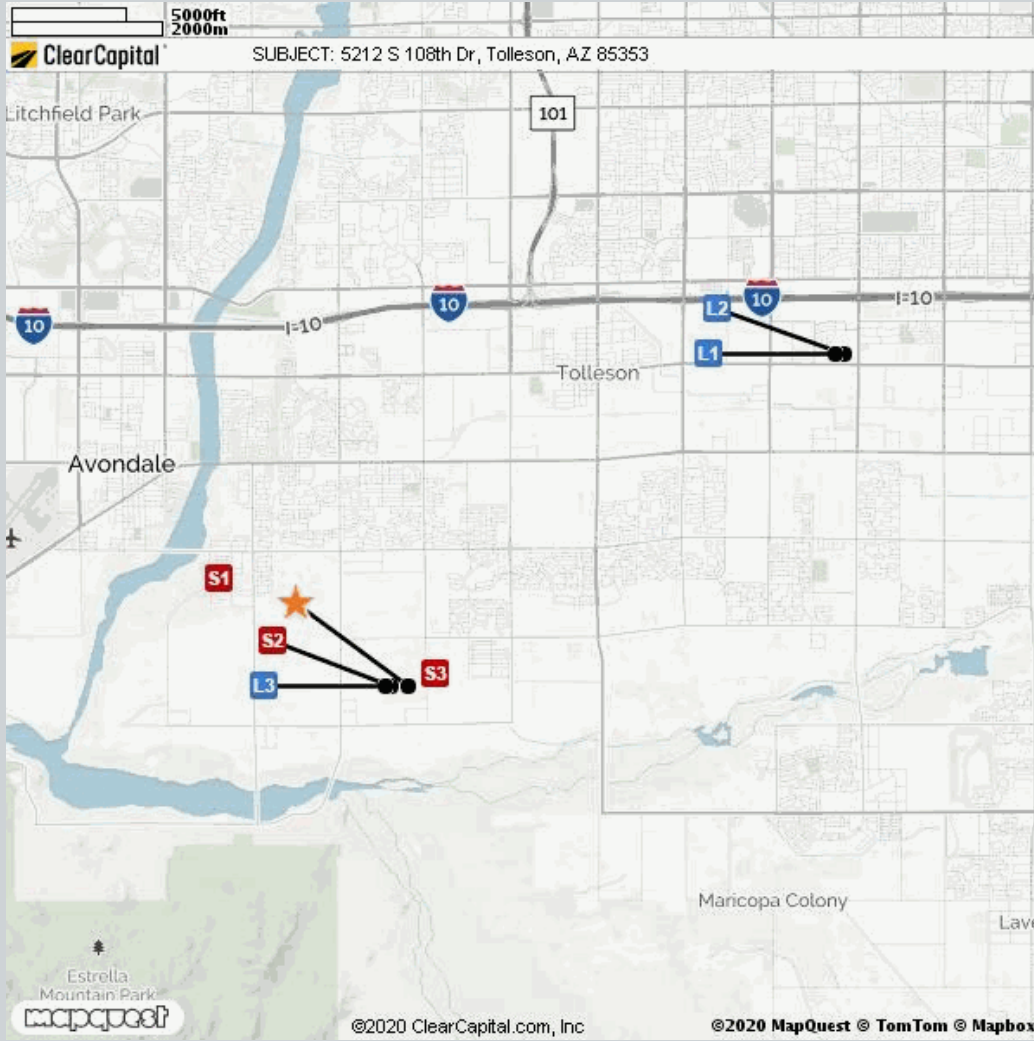 5000ft
2000m
ClearCapital
SUBJECT: 5212 S 108th Dr, Tolleson, AZ 85353
Litchfield Park
101
L2
10
I-10
10
10
I-10
L1
Tolleson
Avondale
S1
S2
S3
L3
Maricopa Colony
Lav
Estrella
Mountain Park
mapquest
©2020 ClearCapital.com, Inc
©2020 MapQuest © TomTom © Mapbox